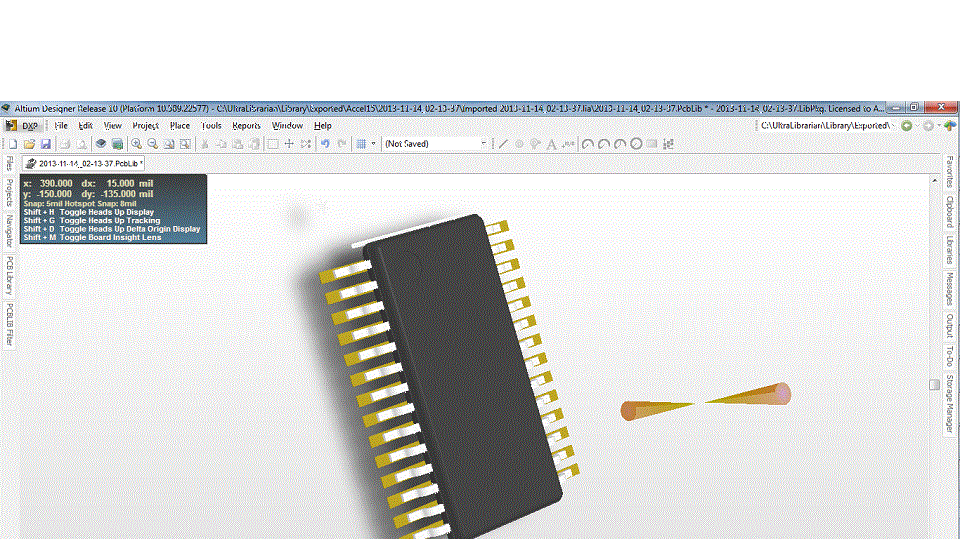 Altium Designer Release 10 (Platform 10.589.22577) - C:\UltraLibrarian\Library\Exported\Accel15\2013-11-14_02-13-37\Imported 2013-11-14_02-13-37.lia\2013-11-14_02-13-37.PcbLib * - 2013-11-14_02-13-37.LibPkg. Licensed to A...
DXP File Edit View Project Place Tools Reports Window Help C:\UltraLibrarian\Library\Exported\
(Not Saved)
2013-11-14_02-13-37.PcbLib *
x: 390.000 dx: 15.000 mil
y: -150.000 dy: -135.000 mil
Snap: 5mil Hotspot Snap: 8mil
Shift + H Toggle Heads Up Display
Shift + G Toggle Heads Up Tracking
Shift + D Toggle Heads Up Delta Origin Display
Shift + M Toggle Board Insight Lens
Files
Projects
Navigator
PCB Library
PCBLIB Filter
Favorites
Clipboard
Libraries
Messages
Output
To-Do
Storage Manager